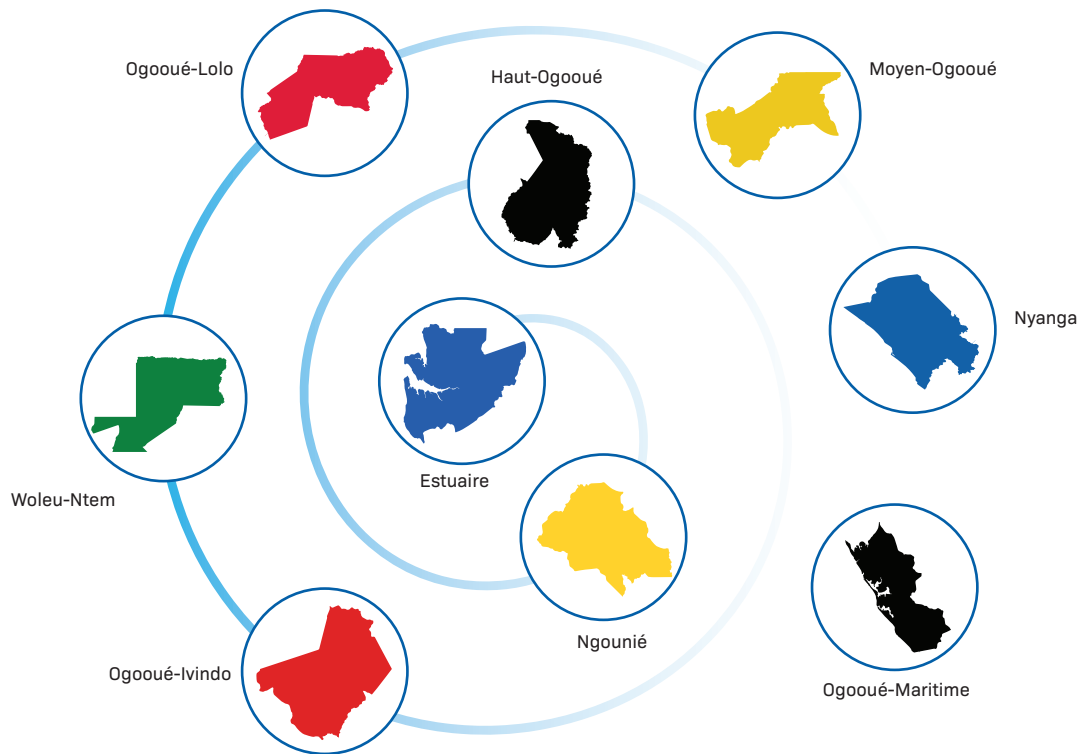 Ogooué-Lolo
Haut-Ogooué
Moyen-Ogooué
Nyanga
Estuaire
Woleu-Ntem
Ngounié
Ogooué-Ivindo
Ogooué-Maritime